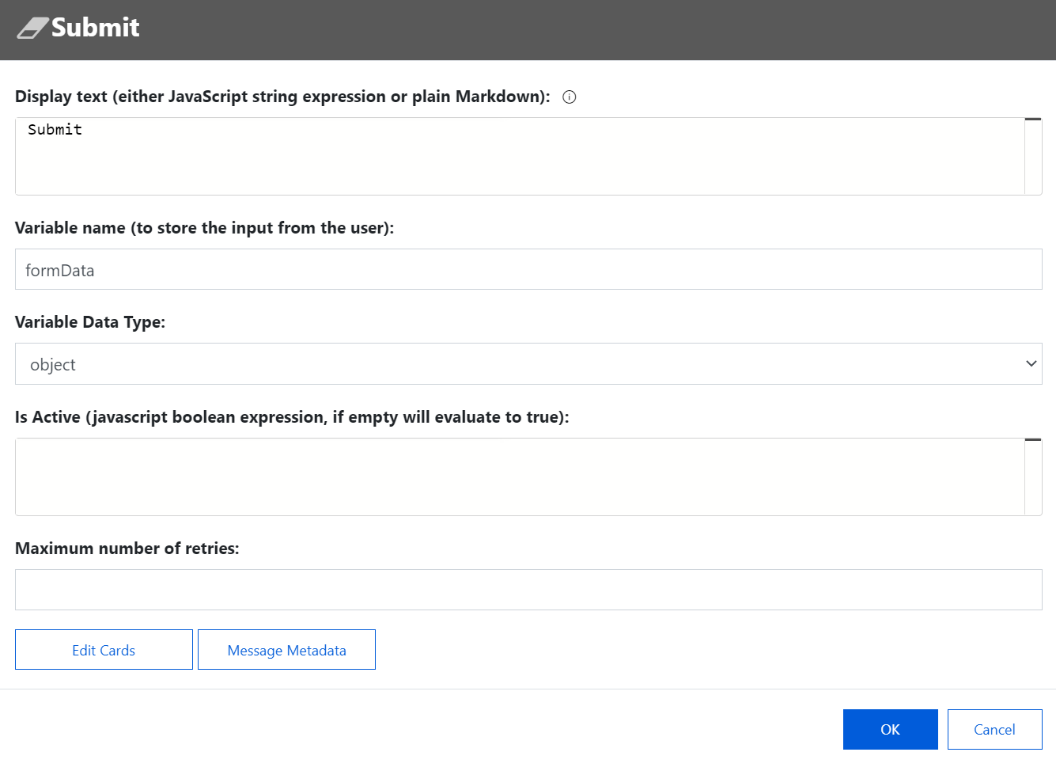 Submit
Display text (either JavaScript string expression or plain Markdown):
Submit
Variable name (to store the input from the user):
formData
Variable Data Type:
object
Is Active (javascript boolean expression, if empty will evaluate to true):
Maximum number of retries:
Edit Cards Message Metadata
OK Cancel